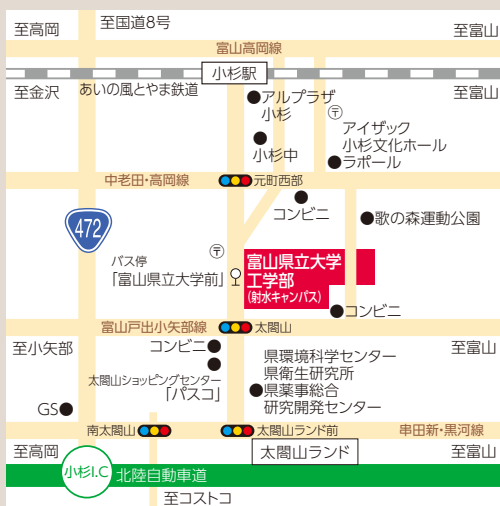 至高岡
至国道8号
至富山
富山高岡線
小杉駅
至金沢
あいの風とやま鉄道
至富山
アルプラザ
小杉
〒
アイザック
小杉文化ホール
ラポール
小杉中
中老田・高岡線
元町西部
コンビニ
歌の森運動公園
472
〒
バス停
「富山県立大学前」
富山県立大学
工学部
(射水キャンパス)
コンビニ
富山戸出小矢部線
太閤山
至小矢部
至富山
コンビニ
太閤山ショッピングセンター
「パスコ」
県環境科学センター
県衛生研究所
県薬事総合
研究開発センター
GS
南太閤山
太閤山ランド前
串田新・黒河線
至高岡
太閤山ランド
至富山
小杉I.C
北陸自動車道
至コストコ